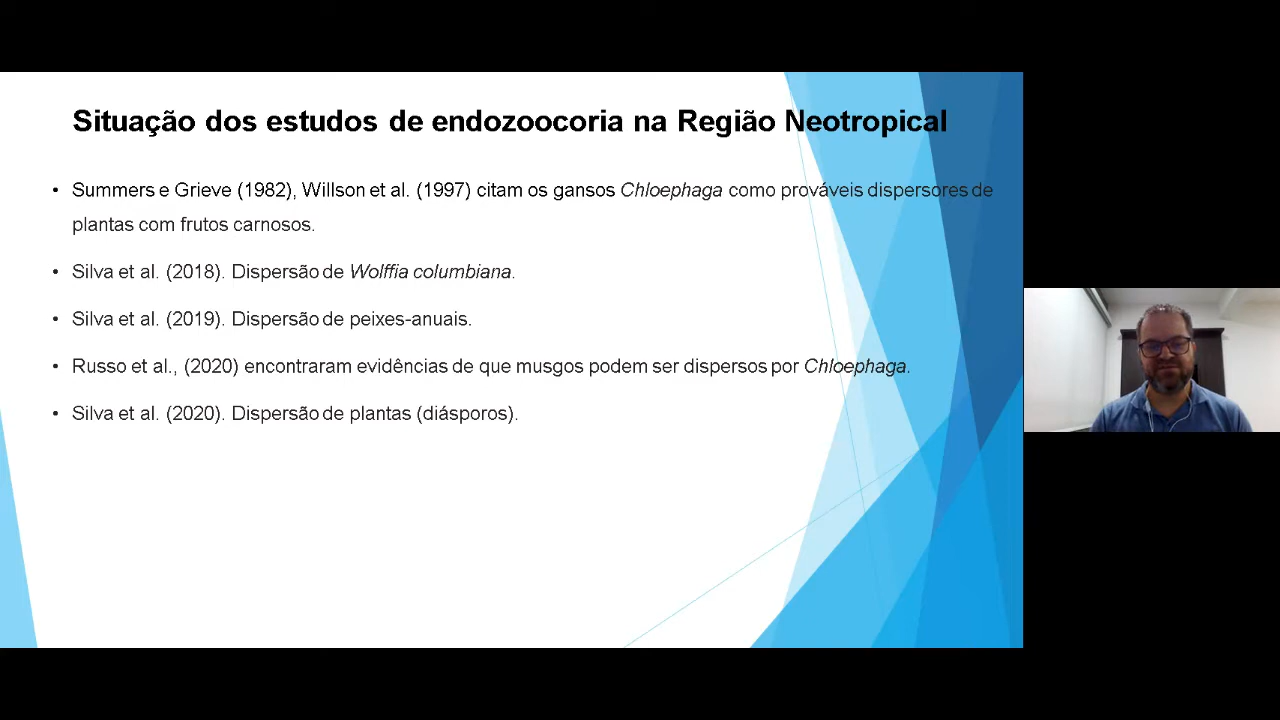 Situação dos estudos de endozoocoria na Região Neotropical
• Summers e Grieve (1982), Willson et al. (1997) citam os gansos Chloephaga como prováveis dispersores de
plantas com frutos carnosos.
• Silva et al. (2018). Dispersão de Wolffia columbiana.
• Silva et al. (2019). Dispersão de peixes-anuais.
• Russo et al., (2020) encontraram evidências de que musgos podem ser dispersos por Chloephaga.
• Silva et al. (2020). Dispersão de plantas (diásporos).